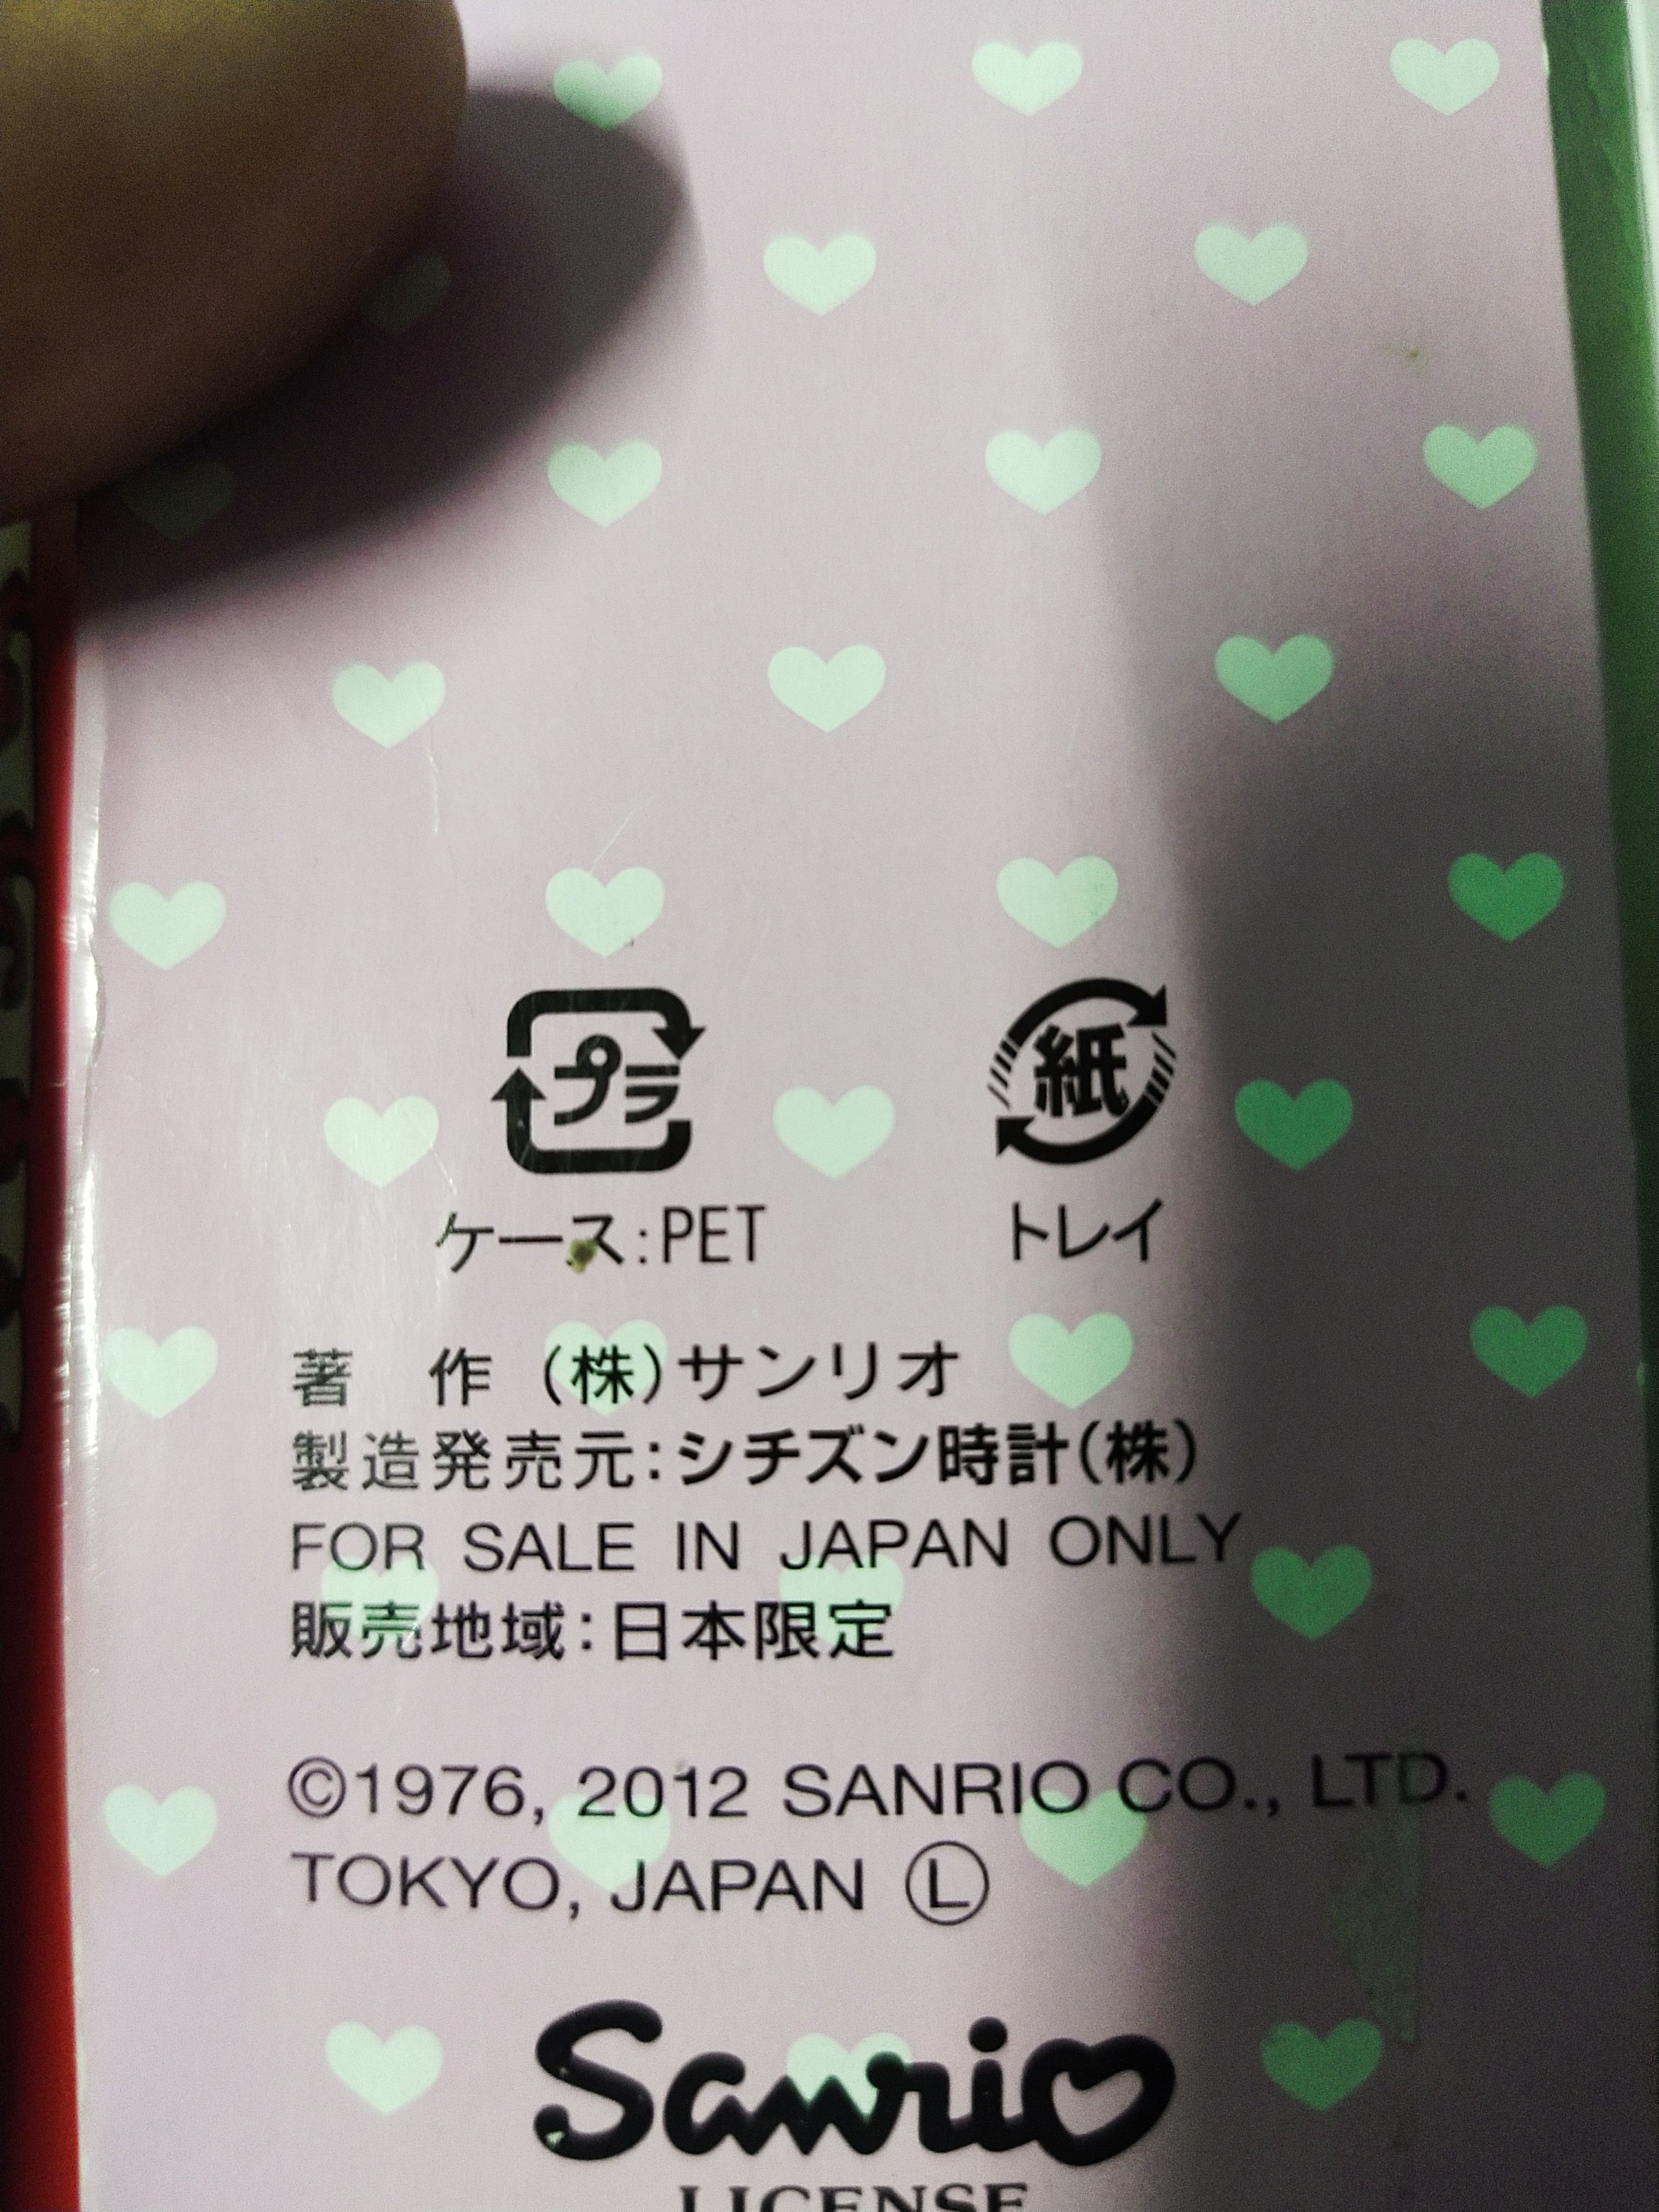 プラ 紙
ケース:PET トレイ
著 作 (株)サンリオ
製造発売元:シチズン時計(株)
FOR SALE IN JAPAN ONLY
販売地域:日本限定
©1976, 2012 SANRIO CO., LTD.
TOKYO, JAPAN Ⓛ
Sanrio
LICENSE